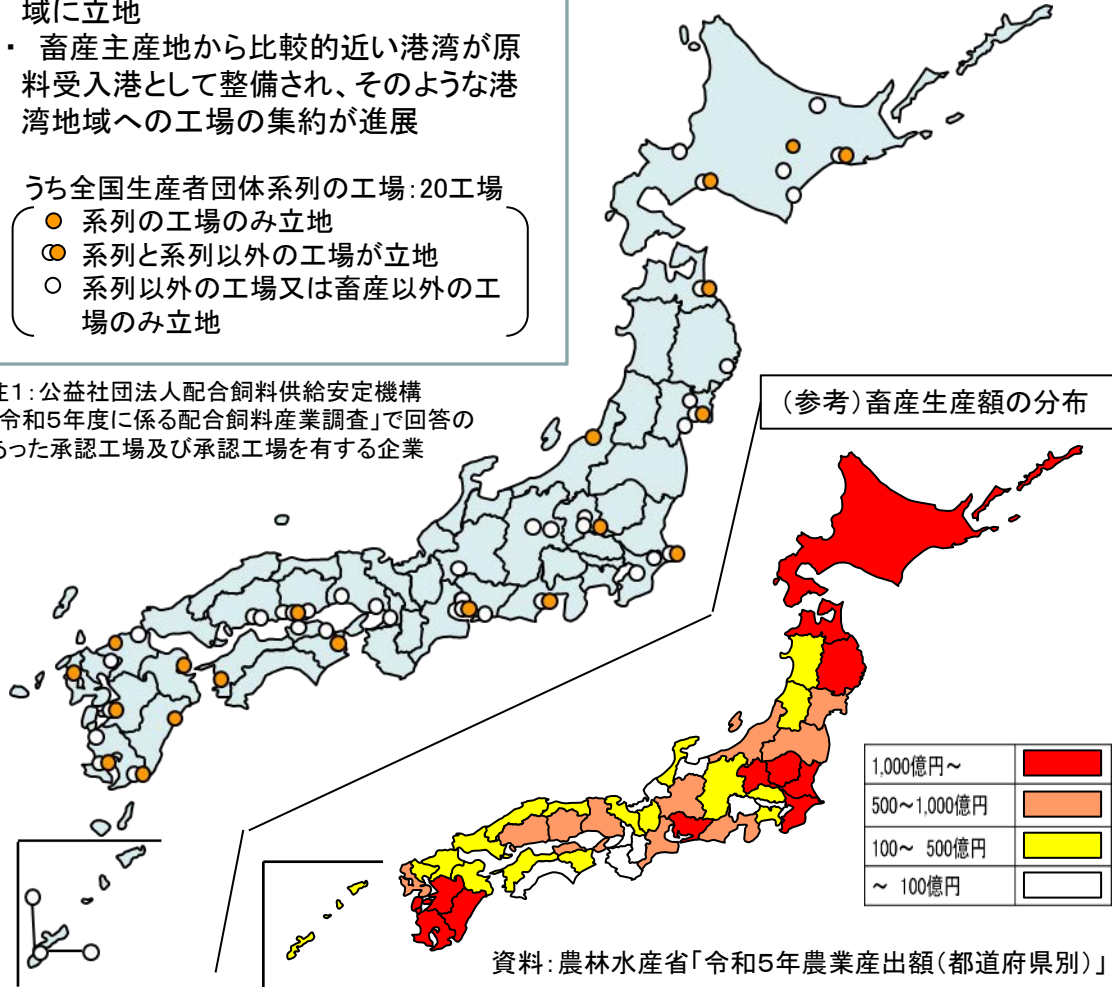 域に立地
・ 畜産主産地から比較的近い港湾が原
料受入港として整備され、そのような港
湾地域への工場の集約が進展
うち全国生産者団体系列の工場：20工場
系列の工場のみ立地
系列と系列以外の工場が立地
系列以外の工場又は畜産以外の工
場のみ立地
注1：公益社団法人配合飼料供給安定機構
令和5年度に係る配合飼料産業調査」で回答の
あった承認工場及び承認工場を有する企業
（参考）畜産生産額の分布
1,000億円～
500～1,000億円
100～ 500億円
～ 100億円
資料：農林水産省「令和5年農業産出額（都道府県別）」